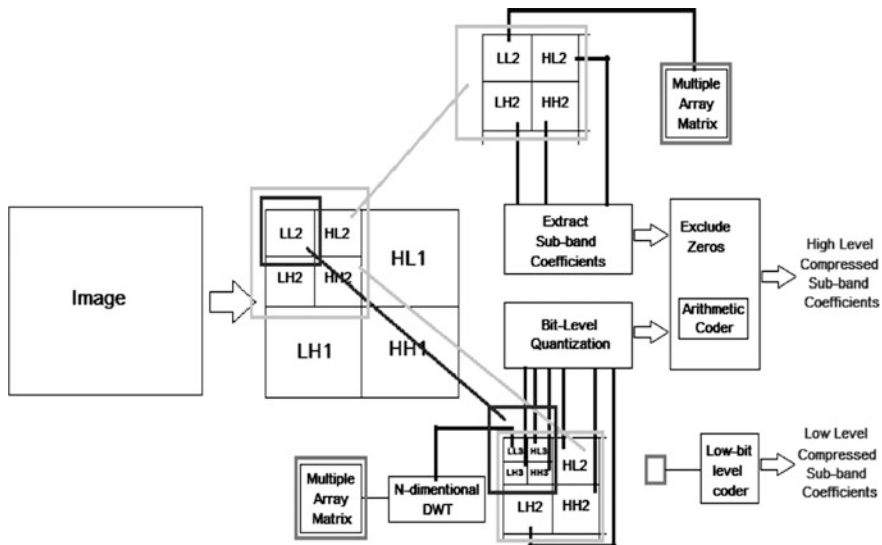 LL2
HL2
LH2
HH2
Multiple
Array
Matrix
Image
LL2
HL2
LH2
HH2
HL1
LH1
HH1
Extract
Sub-band
Coefficients
Exclude
Zeros
Arithmetic
Coder
High Level
Compressed
Sub-band
Coefficients
Bit-Level
Quantization
Multiple
Array
Matrix
N-dimentional
DWT
LL3
HL3
LH3
HH3
HL2
LH2
HH2
Low-bit
level
coder
Low Level
Compressed
Sub-band
Coefficients